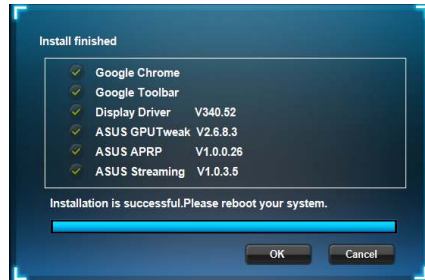 Install finished
Google Chrome
Google Toolbar
Display Driver V340.52
ASUS GPUTweak V2.6.8.3
ASUS APRP V1.0.0.26
ASUS Streaming V1.0.3.5
Installation is successful.Please reboot your system.
OK Cancel